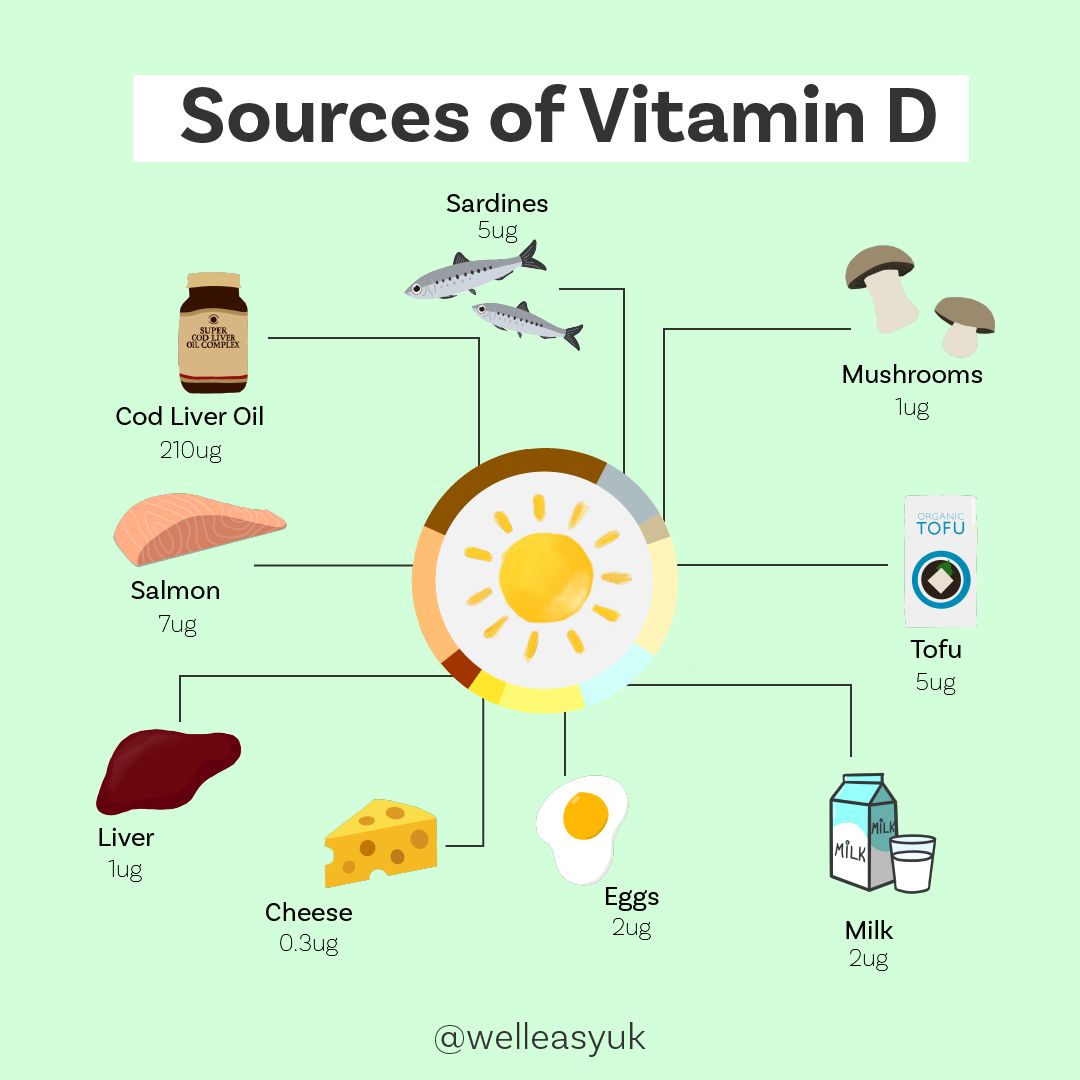 Sources of Vitamin D
Sardines
5ug
SUPER
COD LIVER
OIL COMPLEX
Cod Liver Oil
210ug
Mushrooms
1ug
Salmon
7ug
ORGANIC
TOFU
Tofu
5ug
Liver
1ug
Cheese
0.3ug
Eggs
2ug
MILK
MILK
Milk
2ug
@welleasyuk